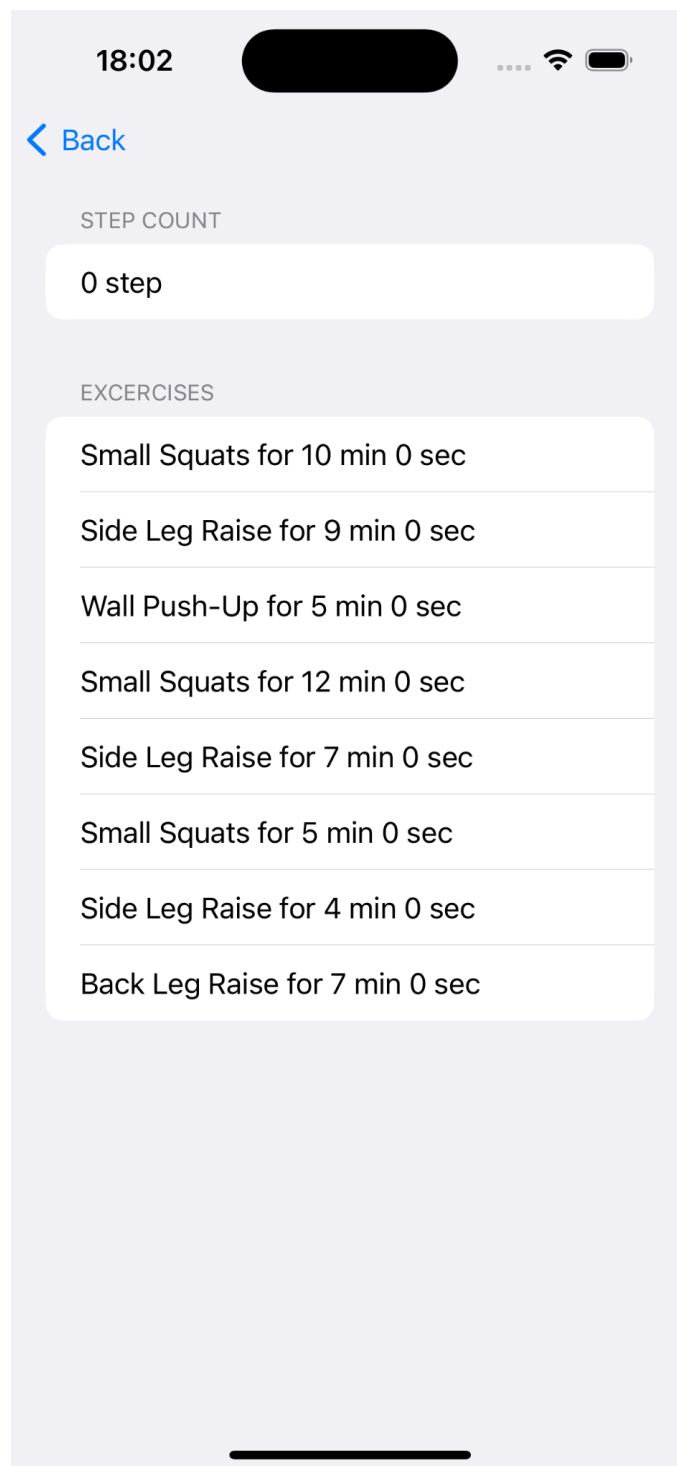 18:02
Back
STEP COUNT
0 step
EXCERCISES
Small Squats for 10 min 0 sec
Side Leg Raise for 9 min 0 sec
Wall Push-Up for 5 min 0 sec
Small Squats for 12 min 0 sec
Side Leg Raise for 7 min 0 sec
Small Squats for 5 min 0 sec
Side Leg Raise for 4 min 0 sec
Back Leg Raise for 7 min 0 sec